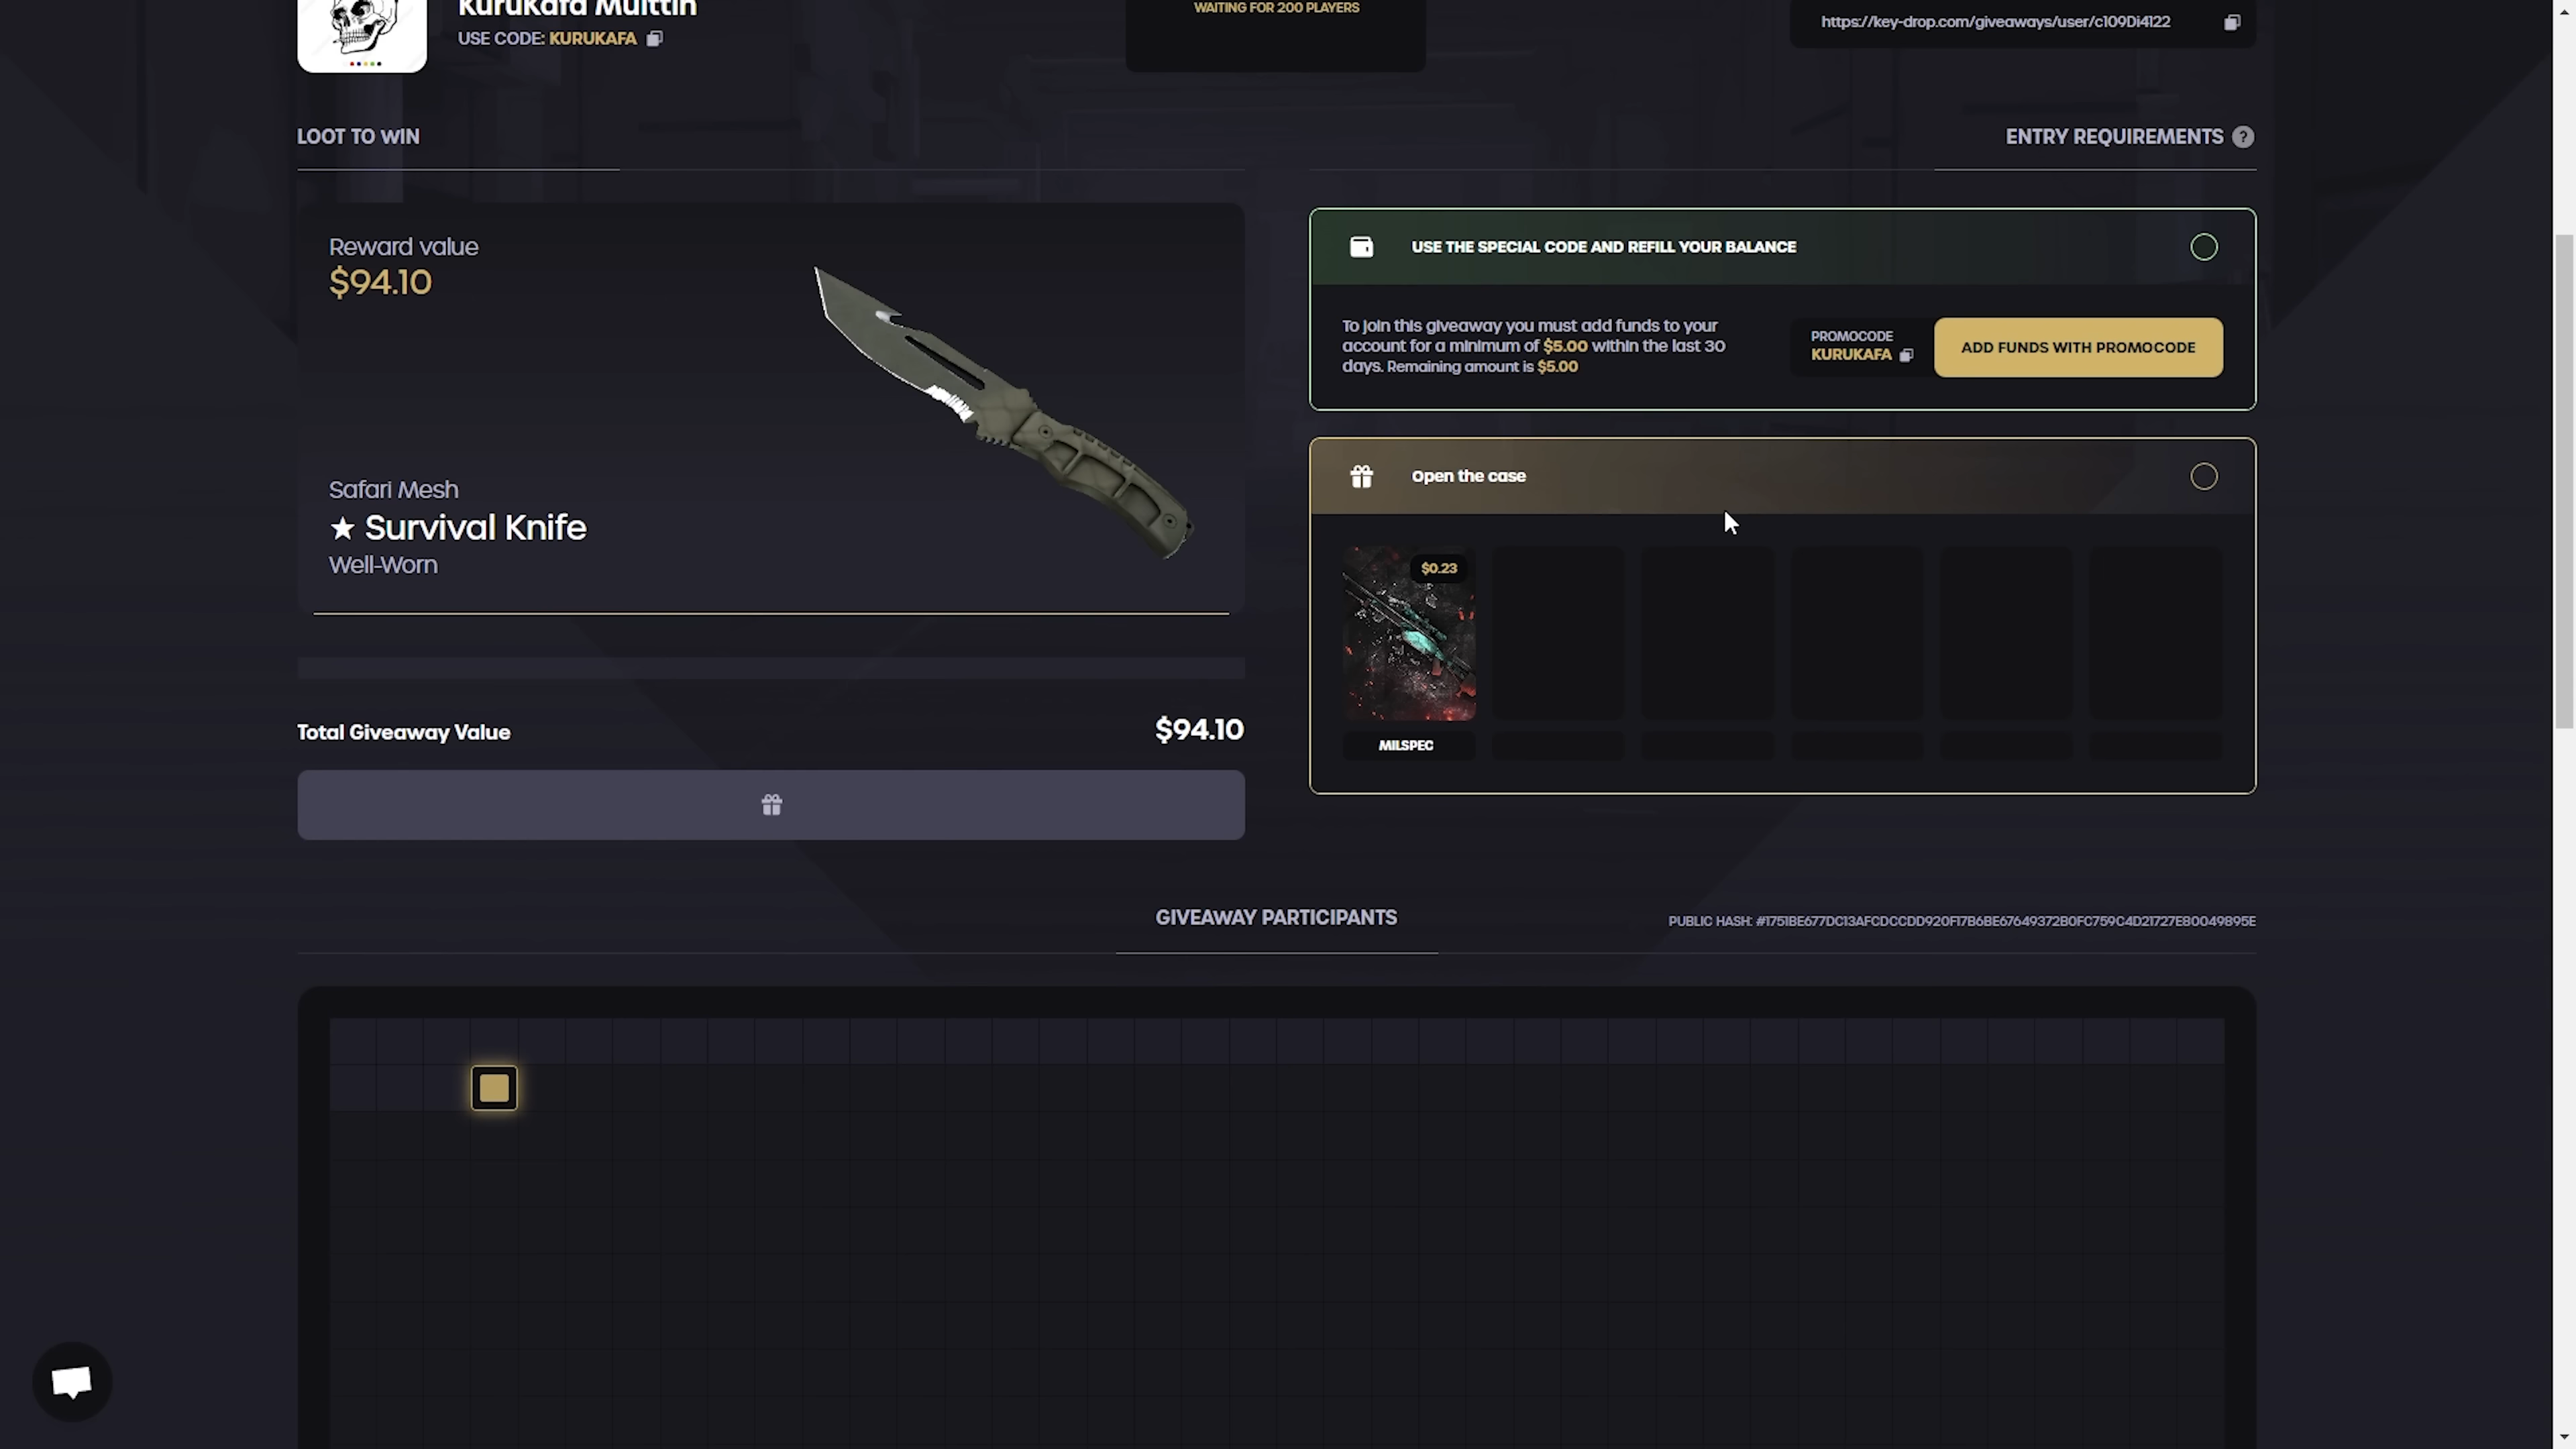 Kurukafa Multtin
USE CODE: KURUKAFA
WAITING FOR 200 PLAYERS
https://key-drop.com/giveaways/user/c109Di4122
LOOT TO WIN
ENTRY REQUIREMENTS ?
Reward value
$94.10
Safari Mesh
★ Survival Knife
Well-Worn
USE THE SPECIAL CODE AND REFILL YOUR BALANCE
To join this giveaway you must add funds to your
account for a minimum of $5.00 within the last 30
days. Remaining amount is $5.00
PROMOCODE
KURUKAFA
ADD FUNDS WITH PROMOCODE
Open the case
$0.23
MILSPEC
Total Giveaway Value
$94.10
GIVEAWAY PARTICIPANTS
PUBLIC HASH: #1751BE677DC13AFCDCCDD920F17B6BE67649372B0FC759C4D21727E80049895E